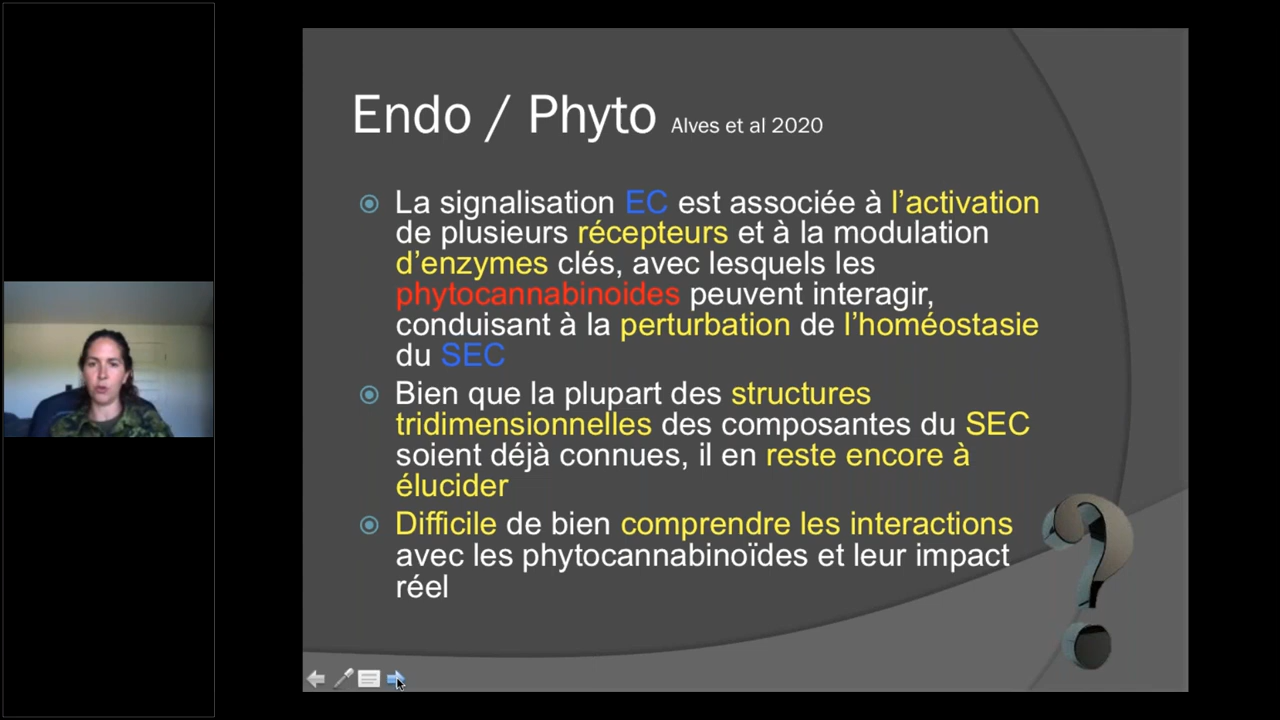 Endo / Phyto Alves et al 2020
La signalisation EC est associée à l’activation
de plusieurs récepteurs et à la modulation
d’enzymes clés, avec lesquels les
phytocannabinoides peuvent interagir,
conduisant à la perturbation de l’homéostasie
du SEC
Bien que la plupart des structures
tridimensionnelles des composantes du SEC
soient déjà connues, il en reste encore à
élucider
Difficile de bien comprendre les interactions
avec les phytocannabinoïdes et leur impact
réel